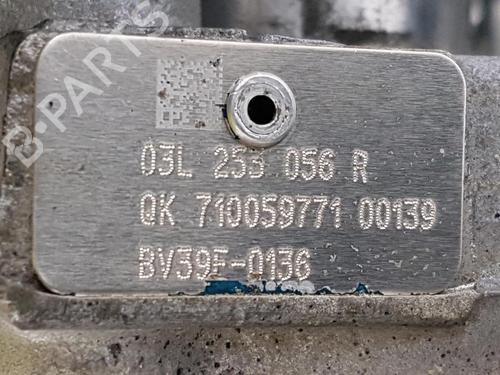 B-PARTS
03L 253 056 R
QK 710059771 00139
BV39F-0136